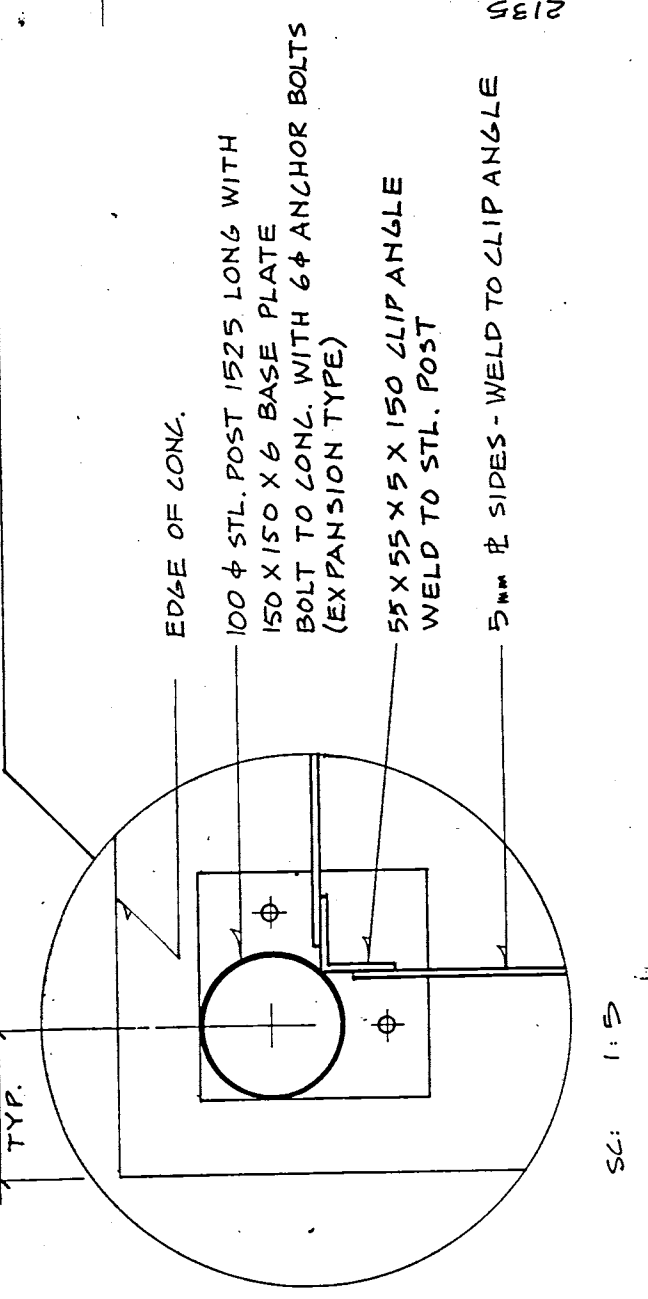 TYP.
EDGE OF CONC.
100 φ STL. POST 1525 LONG WITH
150 X 150 X 6 BASE PLATE
BOLT TO CONC. WITH 6φ ANCHOR BOLTS
(EXPANSION TYPE)
55 X 55 X 5 X 150 CLIP ANGLE
WELD TO STL. POST
5mm PL SIDES - WELD TO CLIP ANGLE
SC: 1:5
2135